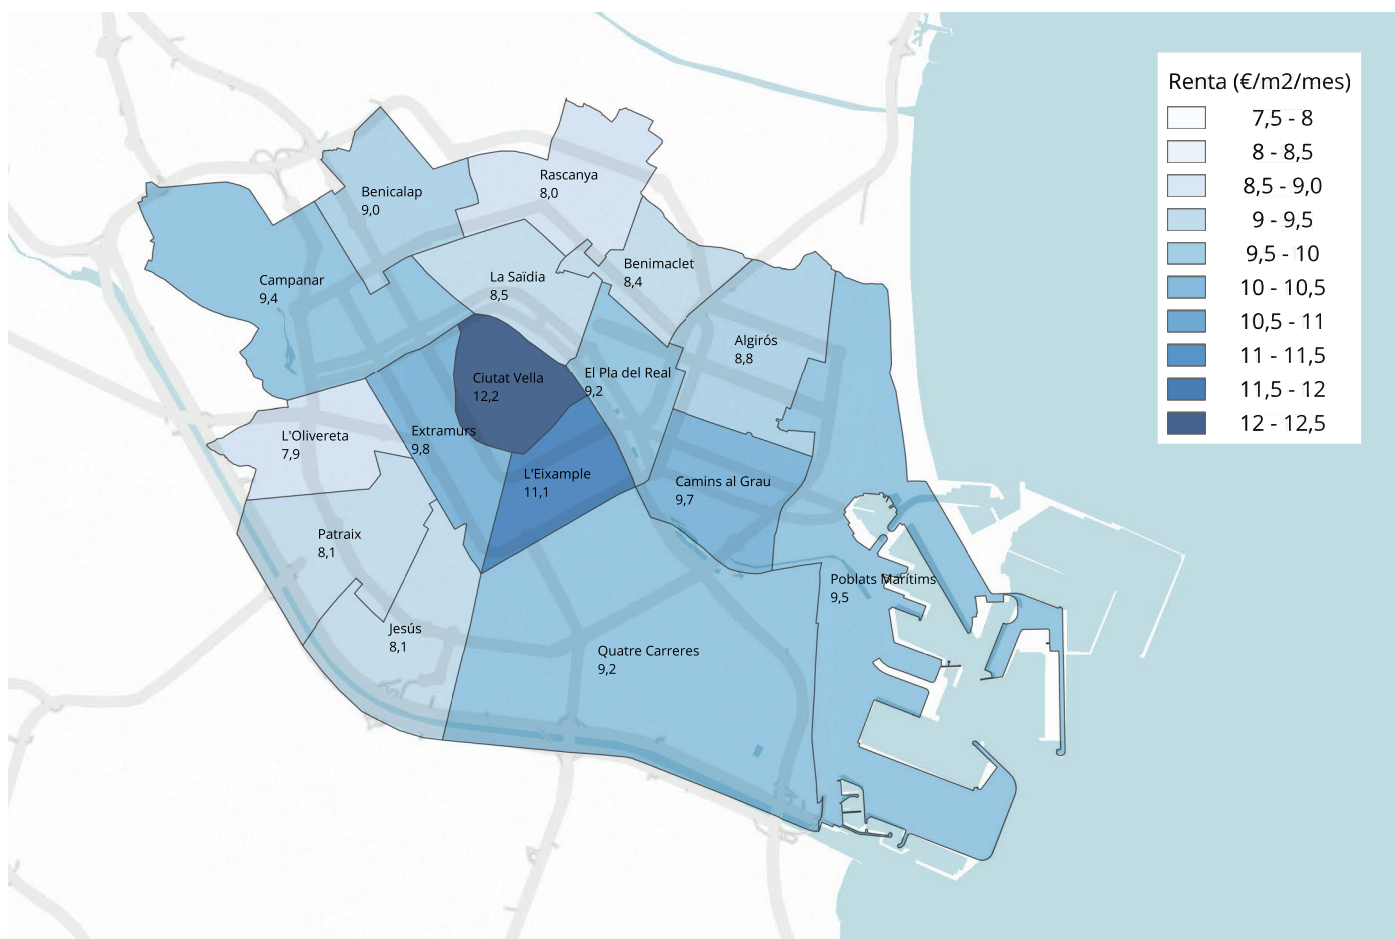 Renta (€/m2/mes)
7,5 - 8
8 - 8,5
8,5 - 9,0
9 - 9,5
9,5 - 10
10 - 10,5
10,5 - 11
11 - 11,5
11,5 - 12
12 - 12,5
Rascanya
8,0
Benicalap
9,0
Benimaclet
8,4
La Saïdia
8,5
Campanar
9,4
Algirós
8,8
El Pla del Real
9,2
Ciutat Vella
12,2
L'Olivereta
7,9
Extramurs
9,8
L'Eixample
11,1
Camins al Grau
9,7
Patraix
8,1
Poblats Marítims
9,5
Jesús
8,1
Quatre Carreres
9,2